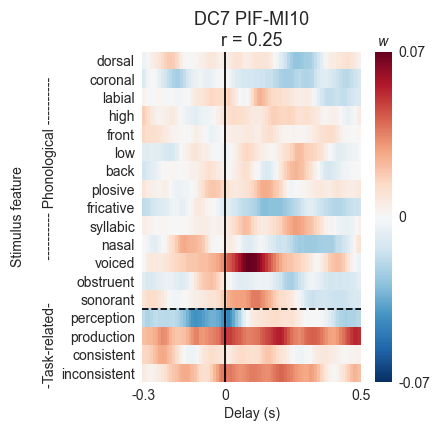 DC7 PIF-MI10
r = 0.25
w
0.07
0
-0.07
Stimulus feature
---------- Phonological ----------
-Task-related-
dorsal
coronal
labial
high
front
low
back
plosive
fricative
syllabic
nasal
voiced
obstruent
sonorant
perception
production
consistent
inconsistent
-0.3
0
0.5
Delay (s)